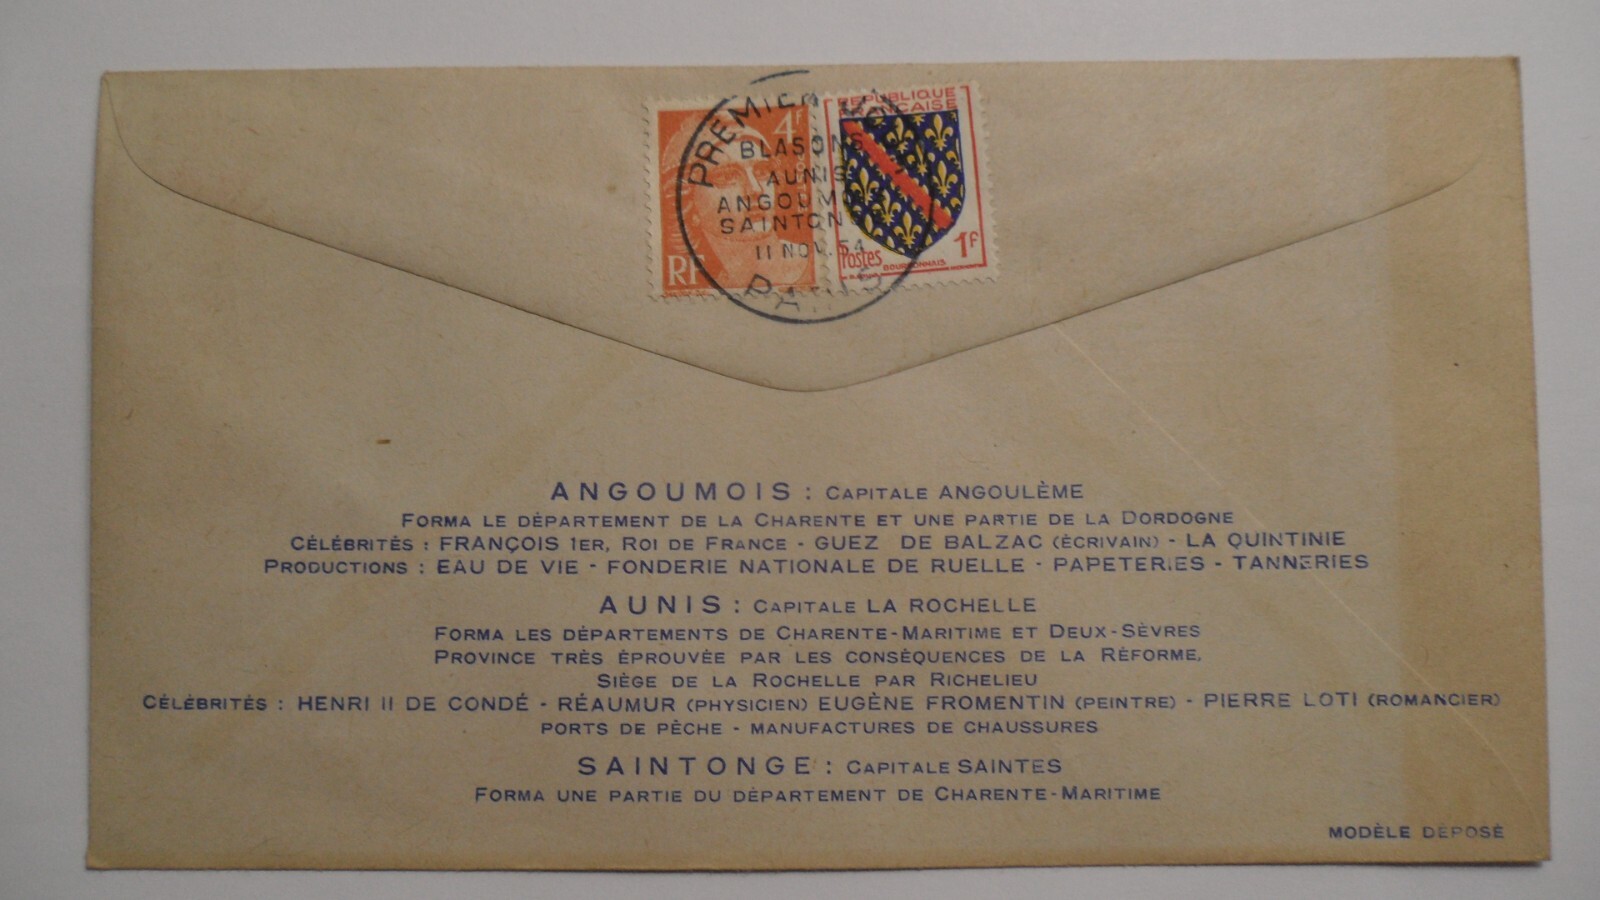 RÉPUBLIQUE
FRANÇAISE
4F
RF
Postes
BOURBONNAIS
1F
PREMIER
BLASONS
AUNIS
ANGOUMOIS
SAINTONGE
11 NOV. 54
PARIS
ANGOUMOIS : CAPITALE ANGOULÈME
FORMA LE DÉPARTEMENT DE LA CHARENTE ET UNE PARTIE DE LA DORDOGNE
CÉLÉBRITÉS : FRANÇOIS 1ER, ROI DE FRANCE - GUEZ DE BALZAC (ÉCRIVAIN) - LA QUINTINIE
PRODUCTIONS : EAU DE VIE - FONDERIE NATIONALE DE RUELLE - PAPETERIES - TANNERIES
AUNIS : CAPITALE LA ROCHELLE
FORMA LES DÉPARTEMENTS DE CHARENTE-MARITIME ET DEUX-SÈVRES
PROVINCE TRÈS ÉPROUVÉE PAR LES CONSÉQUENCES DE LA RÉFORME,
SIÈGE DE LA ROCHELLE PAR RICHELIEU
CÉLÉBRITÉS : HENRI II DE CONDÉ - RÉAUMUR (PHYSICIEN) EUGÈNE FROMENTIN (PEINTRE) - PIERRE LOTI (ROMANCIER)
PORTS DE PÊCHE - MANUFACTURES DE CHAUSSURES
SAINTONGE : CAPITALE SAINTES
FORMA UNE PARTIE DU DÉPARTEMENT DE CHARENTE-MARITIME
MODÈLE DÉPOSÉ